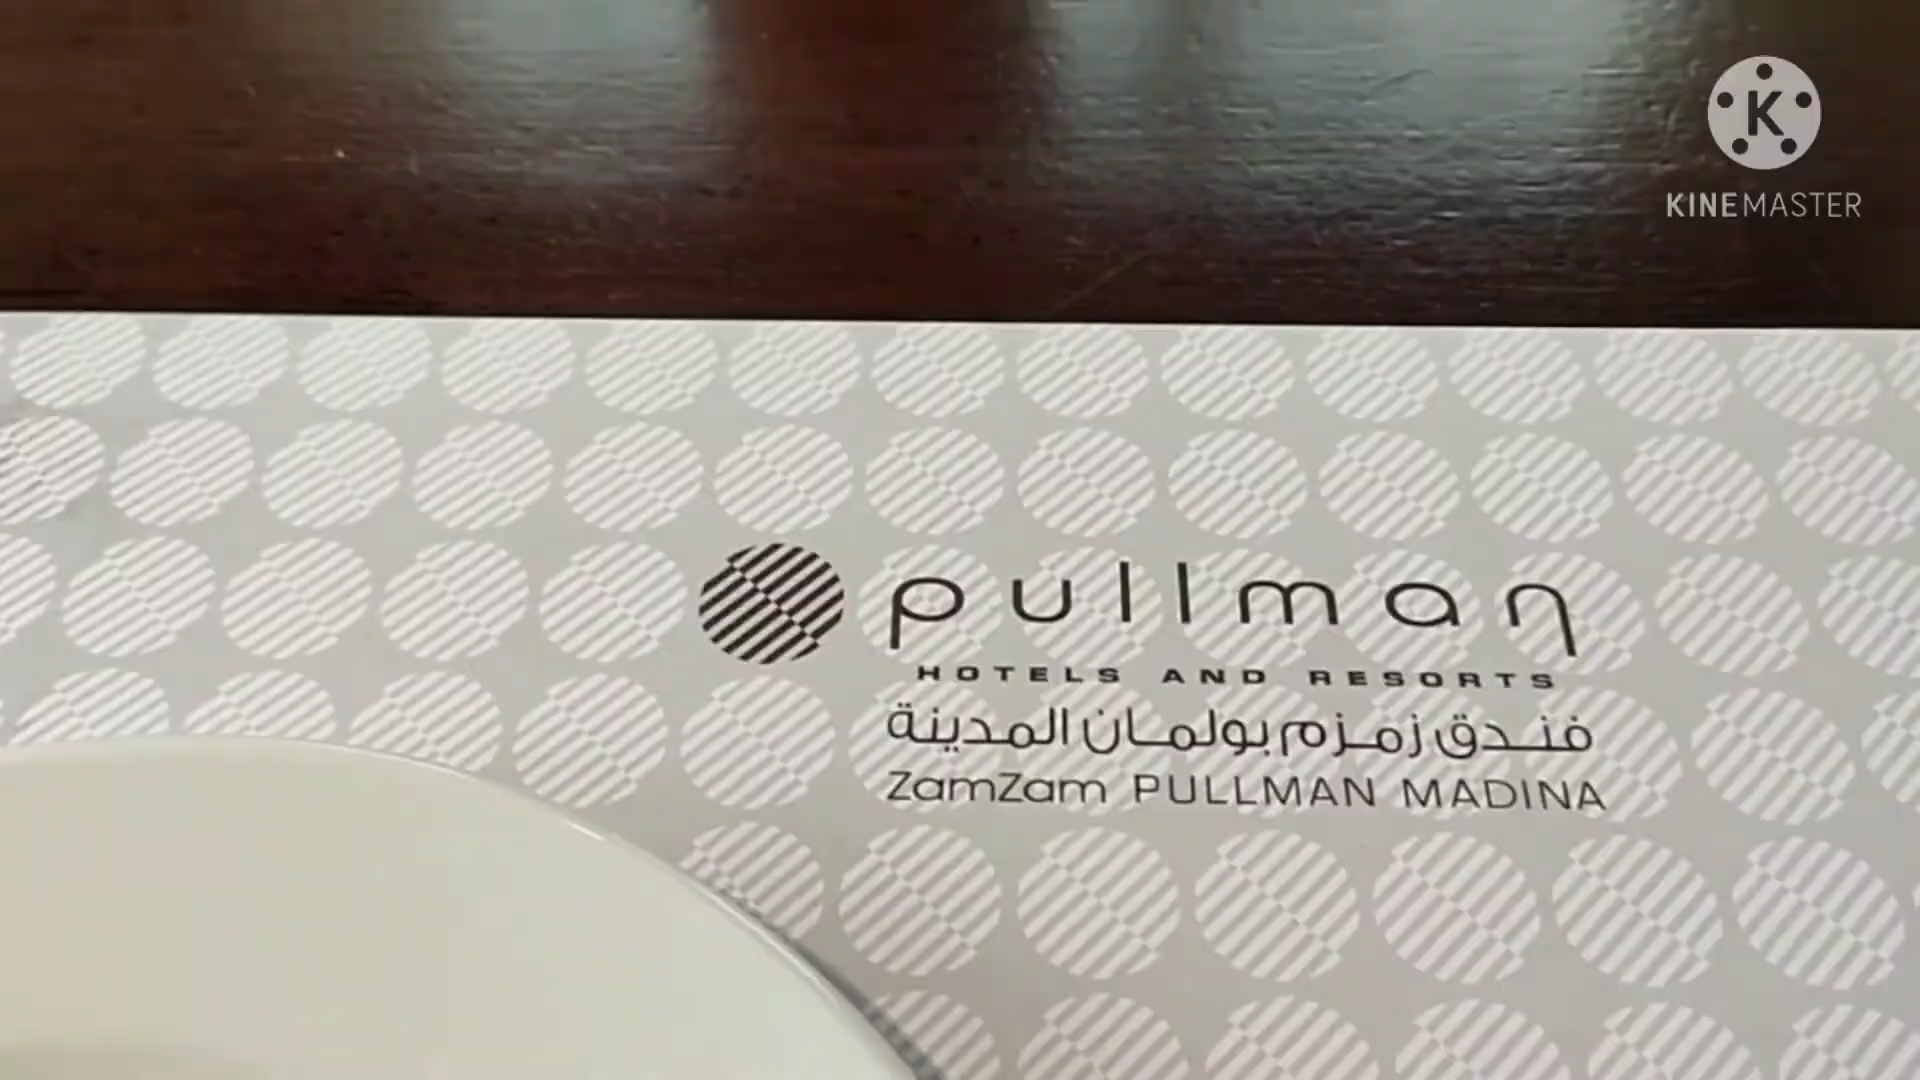 K
KINEMASTER
pullman
HOTELS AND RESORTS
فندق زمزم بولمان المدينة
ZamZam PULLMAN MADINA